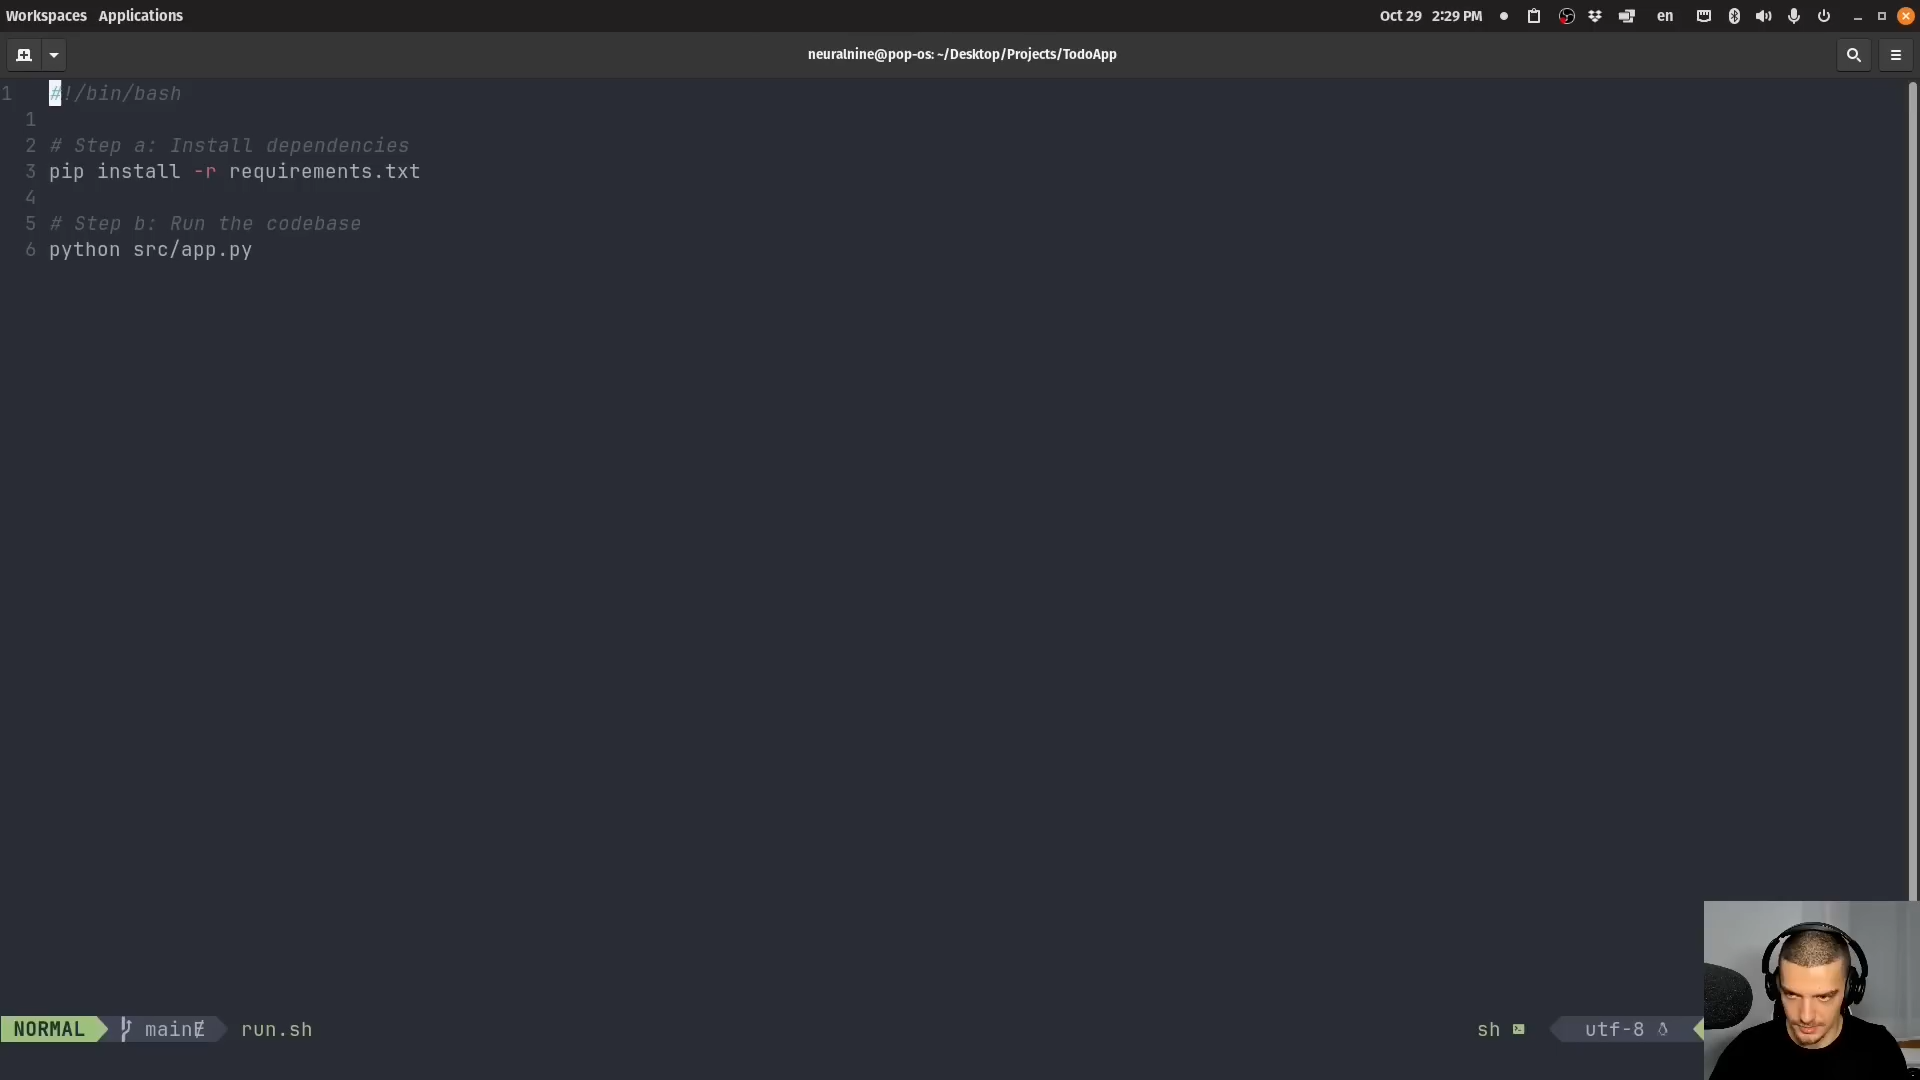 Workspaces Applications
Oct 29 2:29 PM
en
neuralnine@pop-os: ~/Desktop/Projects/TodoApp
1 #!/bin/bash
1
2 # Step a: Install dependencies
3 pip install -r requirements.txt
4
5 # Step b: Run the codebase
6 python src/app.py
NORMAL main run.sh
sh utf-8